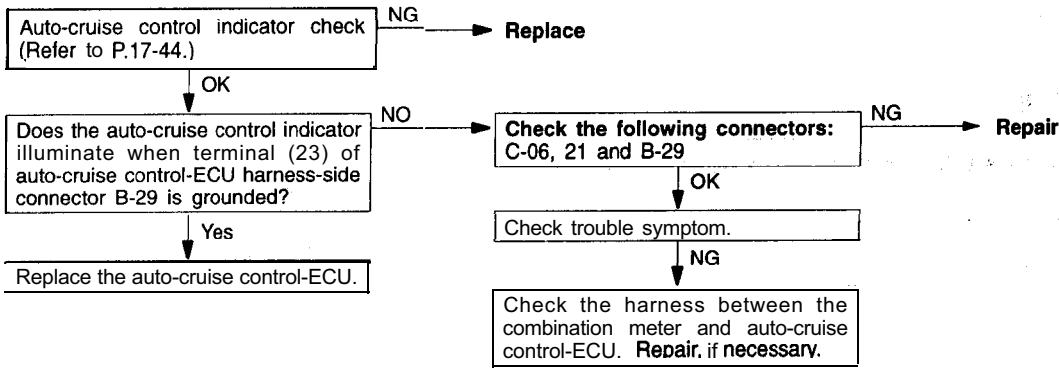 Auto-cruise control indicator check
(Refer to P.17-44.)
NG
Replace
OK
Does the auto-cruise control indicator
illuminate when terminal (23) of
auto-cruise control-ECU harness-side
connector B-29 is grounded?
NO
Check the following connectors:
C-06, 21 and B-29
NG
Repair
OK
Yes
Check trouble symptom.
NG
Replace the auto-cruise control-ECU.
Check the harness between the
combination meter and auto-cruise
control-ECU. Repair, if necessary.